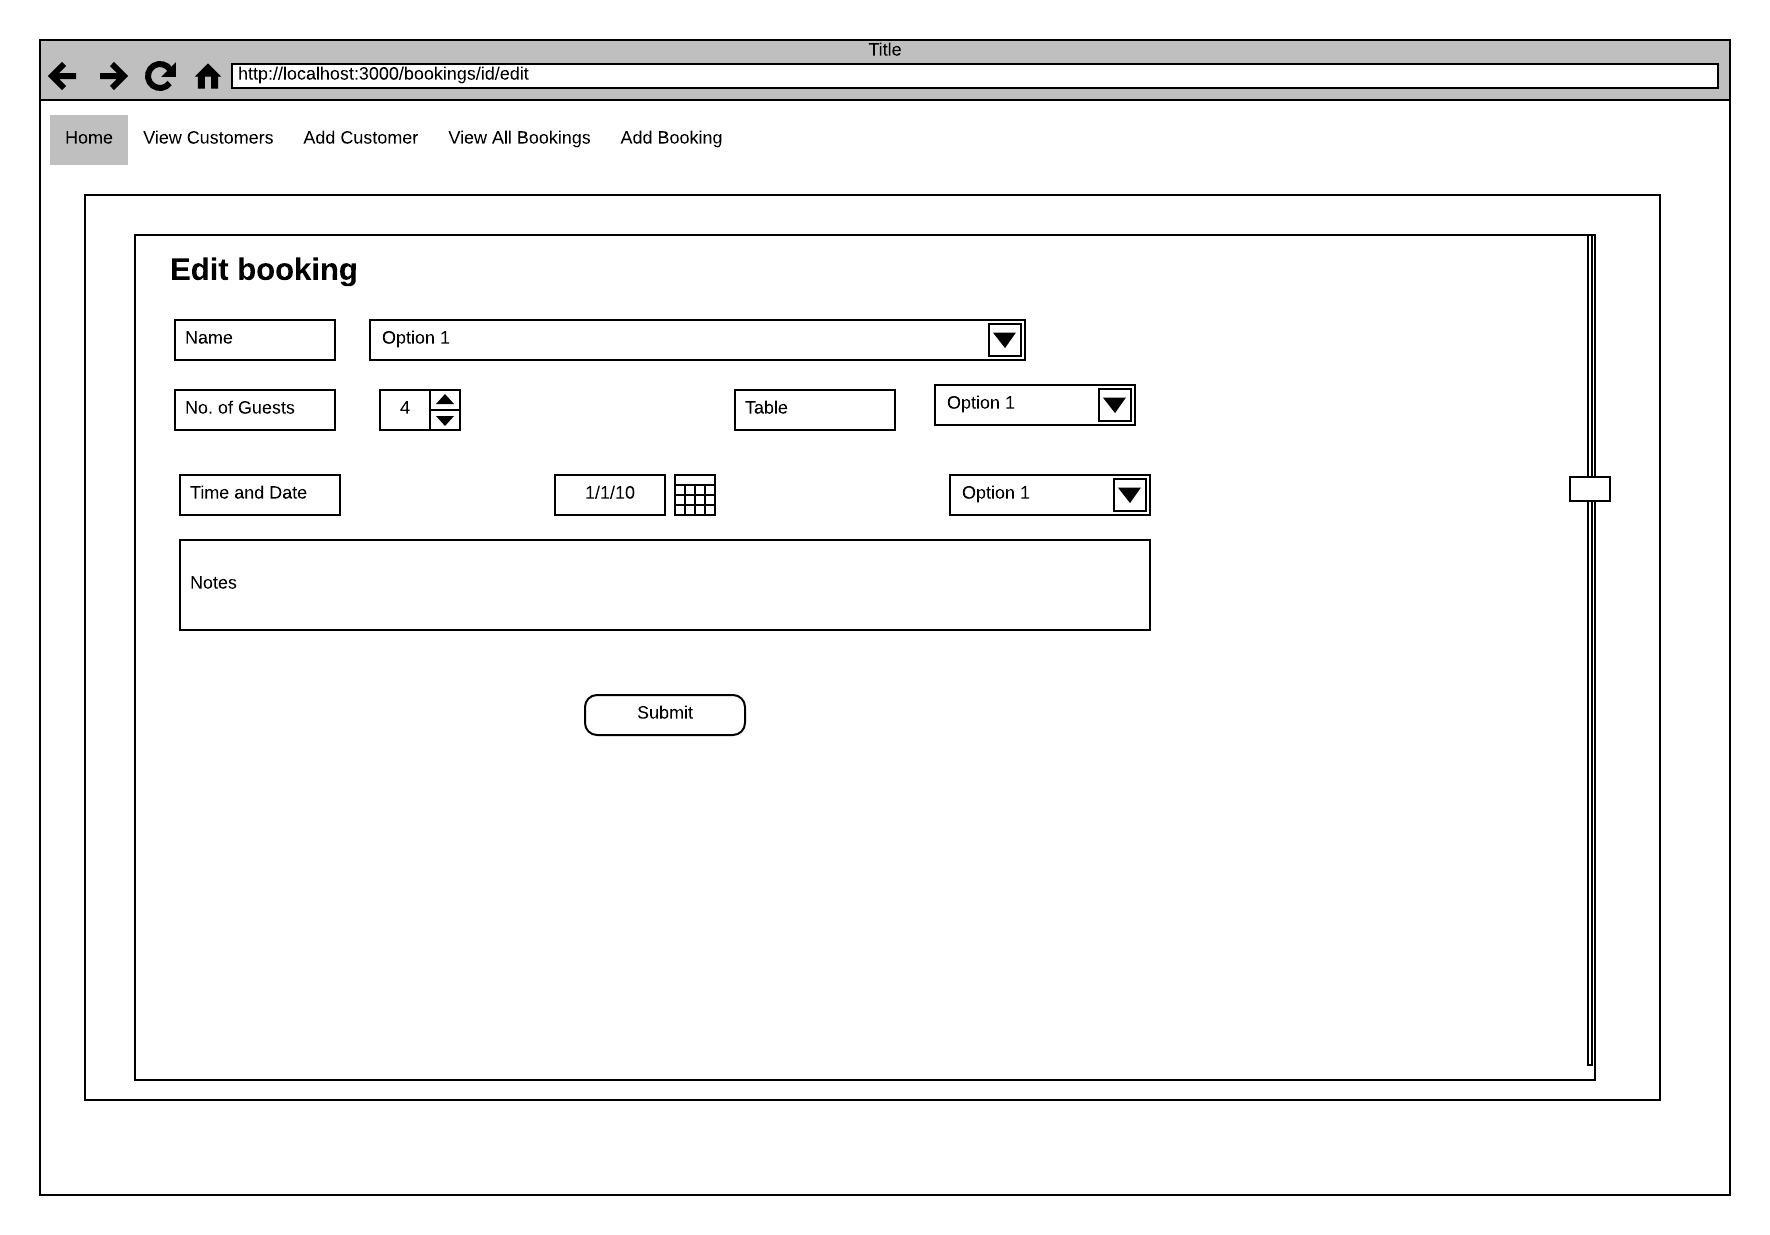 Title
http://localhost:3000/bookings/id/edit
Home View Customers Add Customer View All Bookings Add Booking
Edit booking
Name Option 1
No. of Guests 4 Table Option 1
Time and Date 1/1/10 Option 1
Notes
Submit